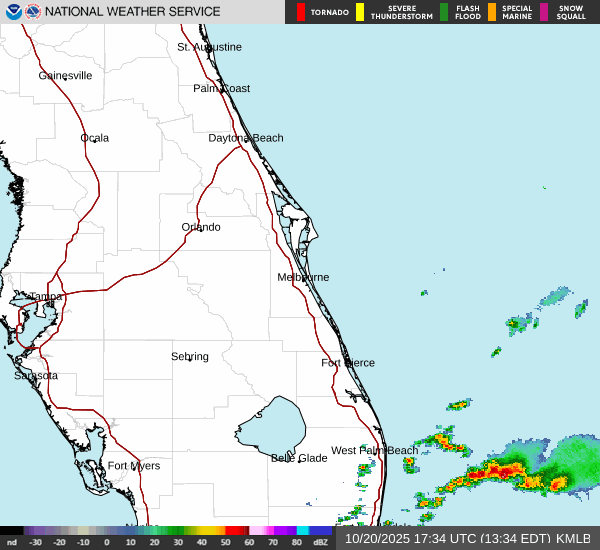 NATIONAL WEATHER SERVICE
TORNADO
SEVERE
THUNDERSTORM
FLASH
FLOOD
SPECIAL
MARINE
SNOW
SQUALL
St. Augustine
Gainesville
Palm Coast
Ocala
Daytona Beach
Orlando
Melbourne
Tampa
Sebring
Fort Pierce
Sarasota
West Palm Beach
Belle Glade
Fort Myers
nd -30 -20 -10 0 10 20 30 40 50 60 70 80 dBZ
10/20/2025 17:34 UTC (13:34 EDT) KMLB